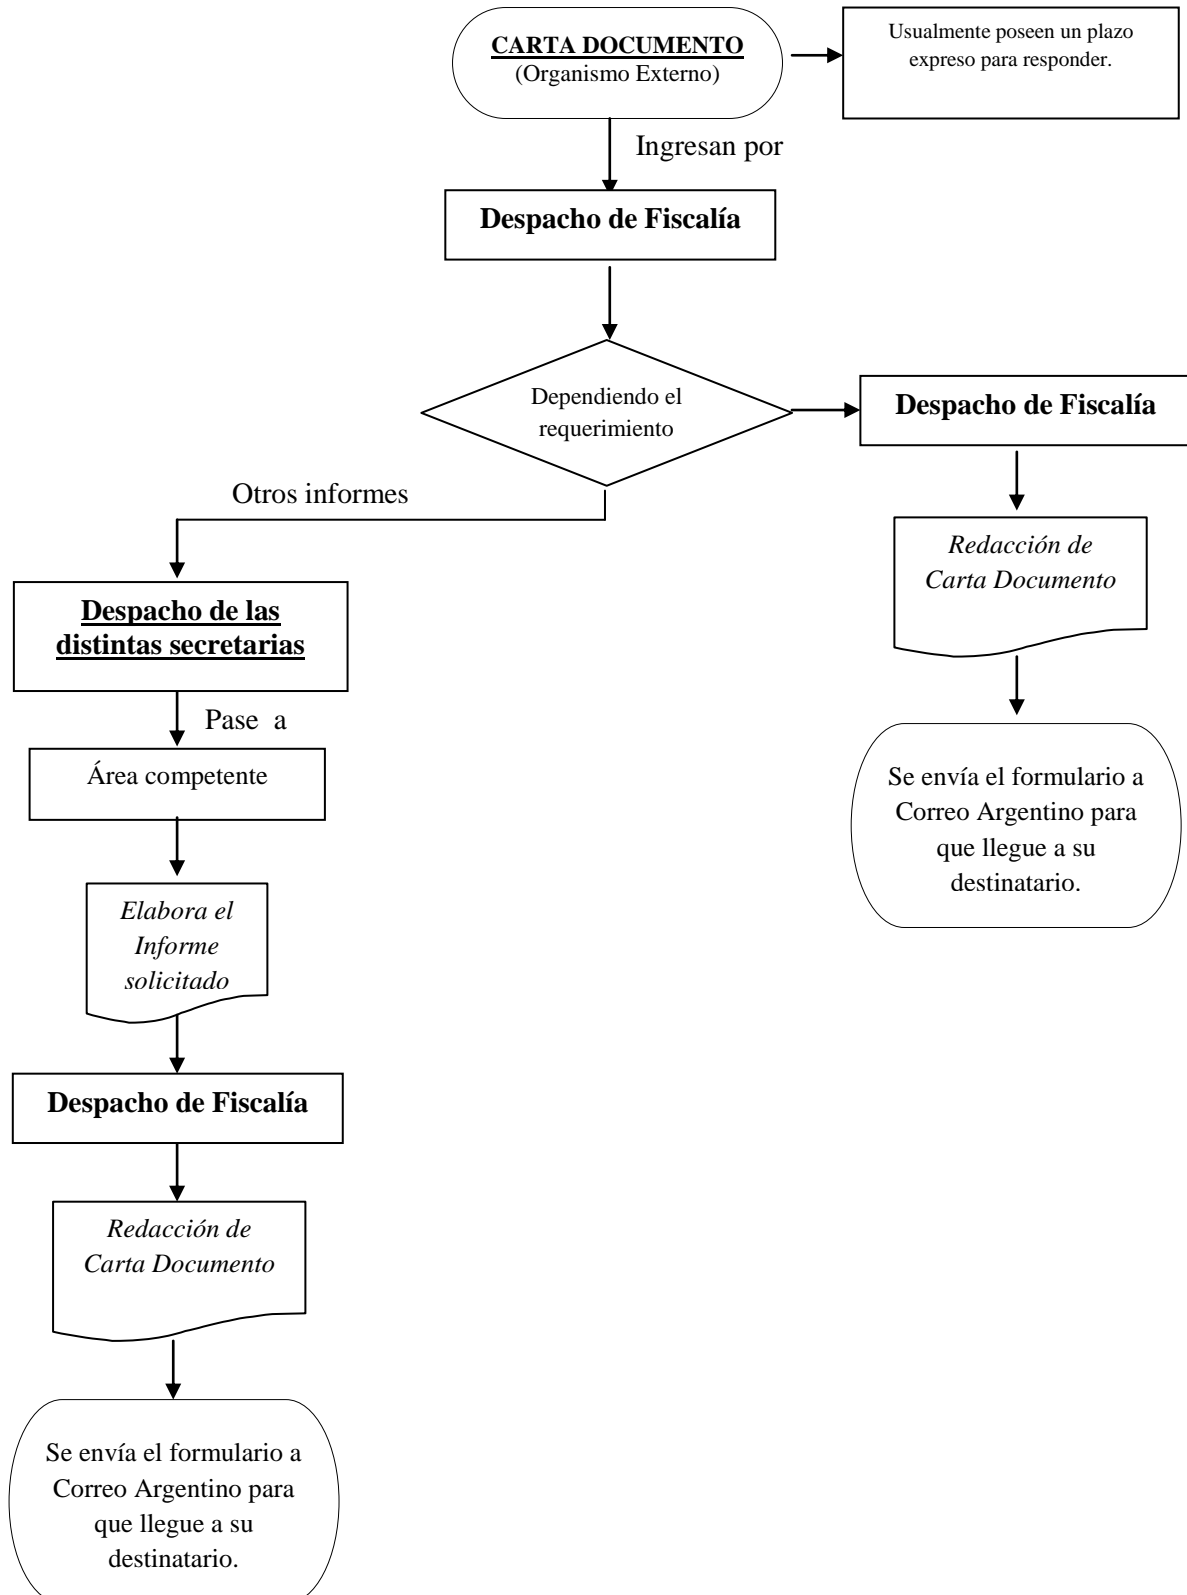 CARTA DOCUMENTO
(Organismo Externo)
Usualmente poseen un plazo
expreso para responder.
Ingresan por
Despacho de Fiscalía
Dependiendo el
requerimiento
Despacho de Fiscalía
Otros informes
Redacción de
Carta Documento
Despacho de las
distintas secretarias
Pase a
Área competente
Se envía el formulario a
Correo Argentino para
que llegue a su
destinatario.
Elabora el
Informe
solicitado
Despacho de Fiscalía
Redacción de
Carta Documento
Se envía el formulario a
Correo Argentino para
que llegue a su
destinatario.